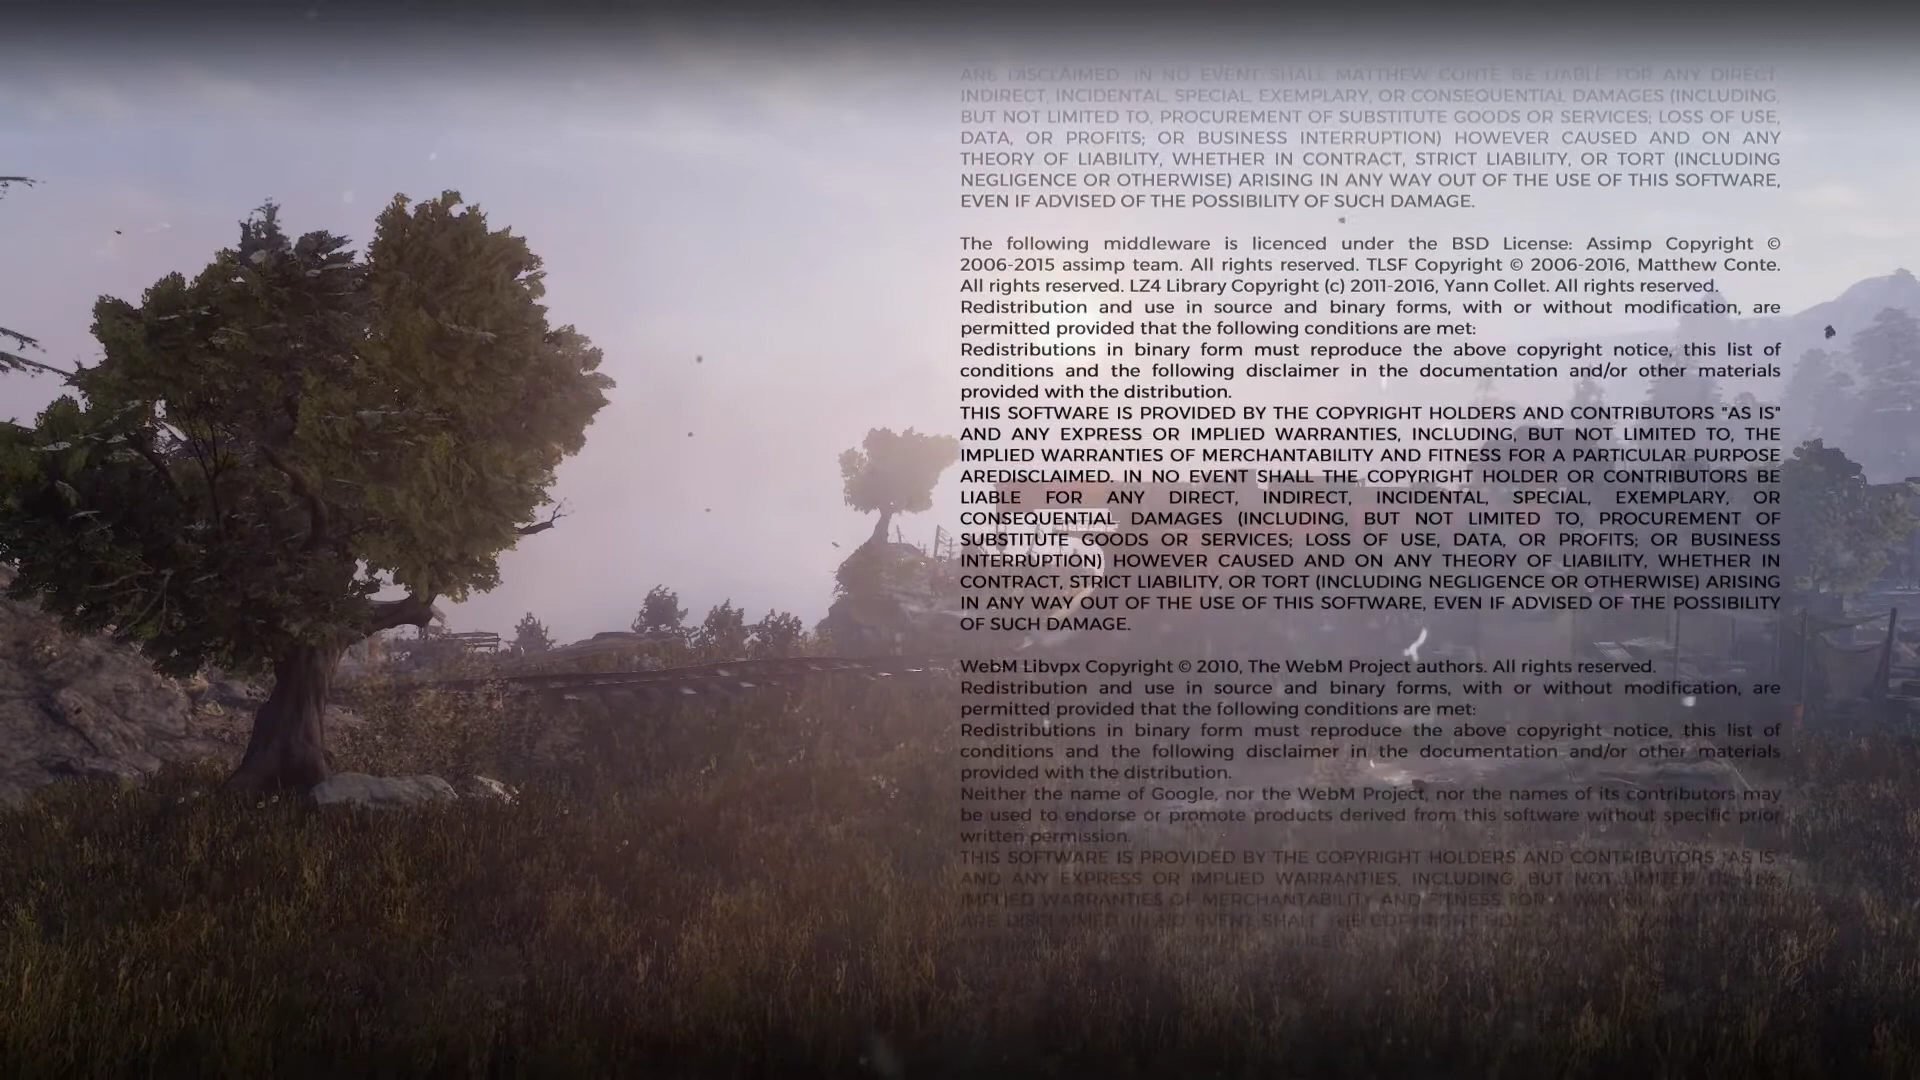 ARE DISCLAIMED. IN NO EVENT SHALL MATTHEW CONTE BE LIABLE FOR ANY DIRECT,
INDIRECT, INCIDENTAL, SPECIAL, EXEMPLARY, OR CONSEQUENTIAL DAMAGES (INCLUDING,
BUT NOT LIMITED TO, PROCUREMENT OF SUBSTITUTE GOODS OR SERVICES; LOSS OF USE,
DATA, OR PROFITS; OR BUSINESS INTERRUPTION) HOWEVER CAUSED AND ON ANY
THEORY OF LIABILITY, WHETHER IN CONTRACT, STRICT LIABILITY, OR TORT (INCLUDING
NEGLIGENCE OR OTHERWISE) ARISING IN ANY WAY OUT OF THE USE OF THIS SOFTWARE,
EVEN IF ADVISED OF THE POSSIBILITY OF SUCH DAMAGE.
The following middleware is licenced under the BSD License: Assimp Copyright ©
2006-2015 assimp team. All rights reserved. TLSF Copyright © 2006-2016, Matthew Conte.
All rights reserved. LZ4 Library Copyright (c) 2011-2016, Yann Collet. All rights reserved.
Redistribution and use in source and binary forms, with or without modification, are
permitted provided that the following conditions are met:
Redistributions in binary form must reproduce the above copyright notice, this list of
conditions and the following disclaimer in the documentation and/or other materials
provided with the distribution.
THIS SOFTWARE IS PROVIDED BY THE COPYRIGHT HOLDERS AND CONTRIBUTORS "AS IS"
AND ANY EXPRESS OR IMPLIED WARRANTIES, INCLUDING, BUT NOT LIMITED TO, THE
IMPLIED WARRANTIES OF MERCHANTABILITY AND FITNESS FOR A PARTICULAR PURPOSE
AREDISCLAIMED. IN NO EVENT SHALL THE COPYRIGHT HOLDER OR CONTRIBUTORS BE
LIABLE FOR ANY DIRECT, INDIRECT, INCIDENTAL, SPECIAL, EXEMPLARY, OR
CONSEQUENTIAL DAMAGES (INCLUDING, BUT NOT LIMITED TO, PROCUREMENT OF
SUBSTITUTE GOODS OR SERVICES; LOSS OF USE, DATA, OR PROFITS; OR BUSINESS
INTERRUPTION) HOWEVER CAUSED AND ON ANY THEORY OF LIABILITY, WHETHER IN
CONTRACT, STRICT LIABILITY, OR TORT (INCLUDING NEGLIGENCE OR OTHERWISE) ARISING
IN ANY WAY OUT OF THE USE OF THIS SOFTWARE, EVEN IF ADVISED OF THE POSSIBILITY
OF SUCH DAMAGE.
WebM Libvpx Copyright © 2010, The WebM Project authors. All rights reserved.
Redistribution and use in source and binary forms, with or without modification, are
permitted provided that the following conditions are met:
Redistributions in binary form must reproduce the above copyright notice, this list of
conditions and the following disclaimer in the documentation and/or other materials
provided with the distribution.
Neither the name of Google, nor the WebM Project, nor the names of its contributors may
be used to endorse or promote products derived from this software without specific prior
written permission.
THIS SOFTWARE IS PROVIDED BY THE COPYRIGHT HOLDERS AND CONTRIBUTORS "AS IS"
AND ANY EXPRESS OR IMPLIED WARRANTIES, INCLUDING, BUT NOT LIMITED
IMPLIED WARRANTIES OF MERCHANTABILITY AND FITNESS FOR A
ARE DISCLAIMED. IN NO EVENT SHALL THE COPYRIGHT